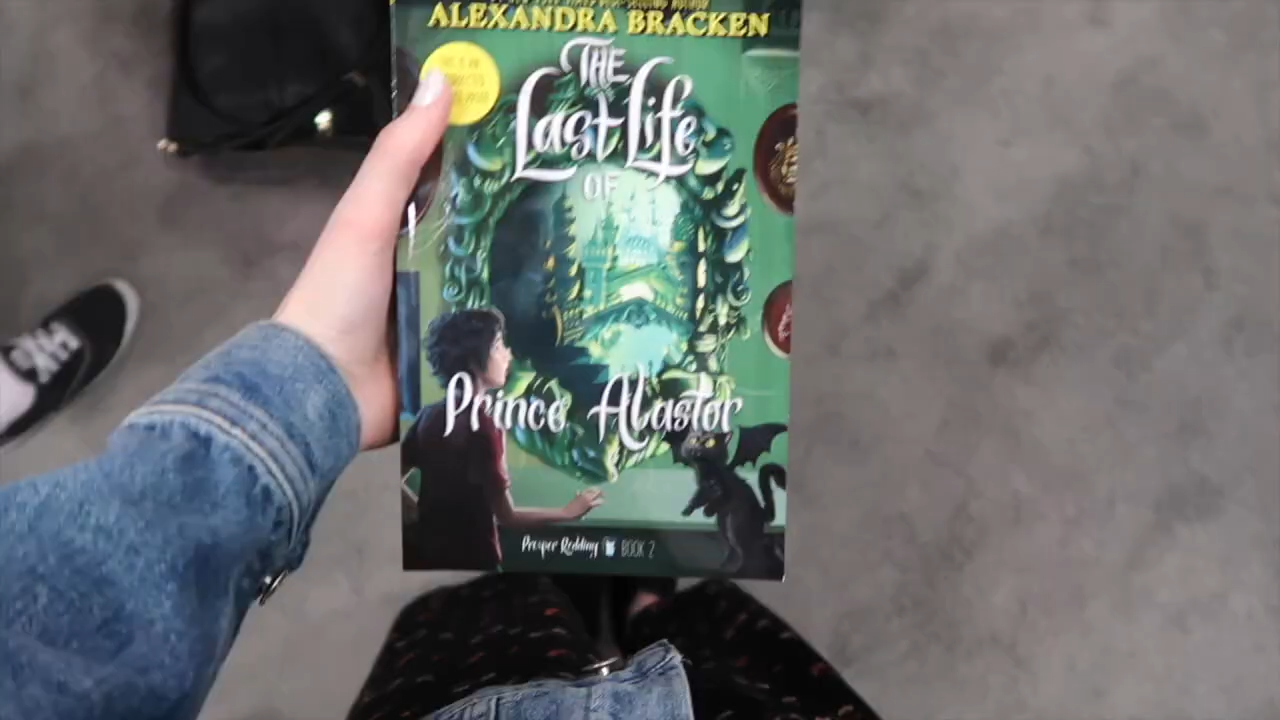 ALEXANDRA BRACKEN
THE
Last Life
OF
Prince Alastor
Prosper Redding BOOK 2